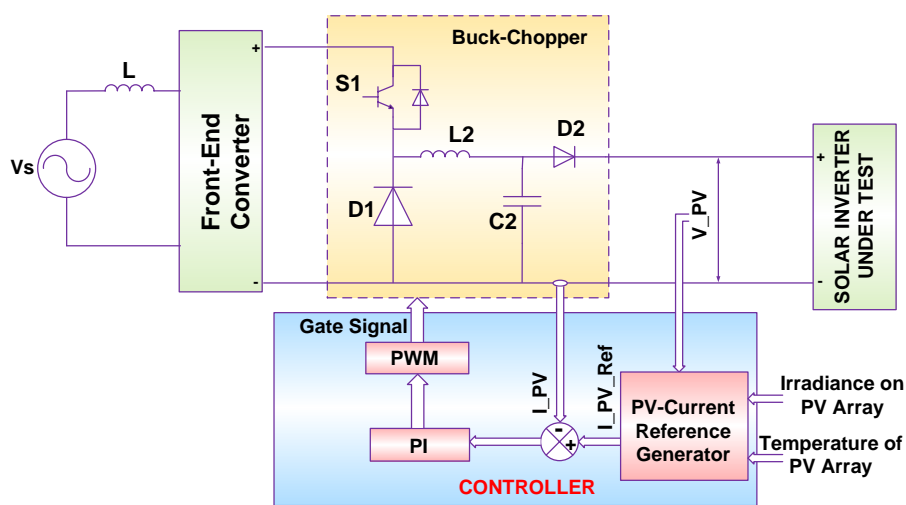 Buck-Chopper
L
S1
Vs
Front-End
Converter
+
-
L2
D2
D1
C2
V_PV
+
-
SOLAR INVERTER
UNDER TEST
Gate Signal
PWM
PI
I_PV
-
+
I_PV_Ref
PV-Current
Reference
Generator
Irradiance on
PV Array
Temperature of
PV Array
CONTROLLER